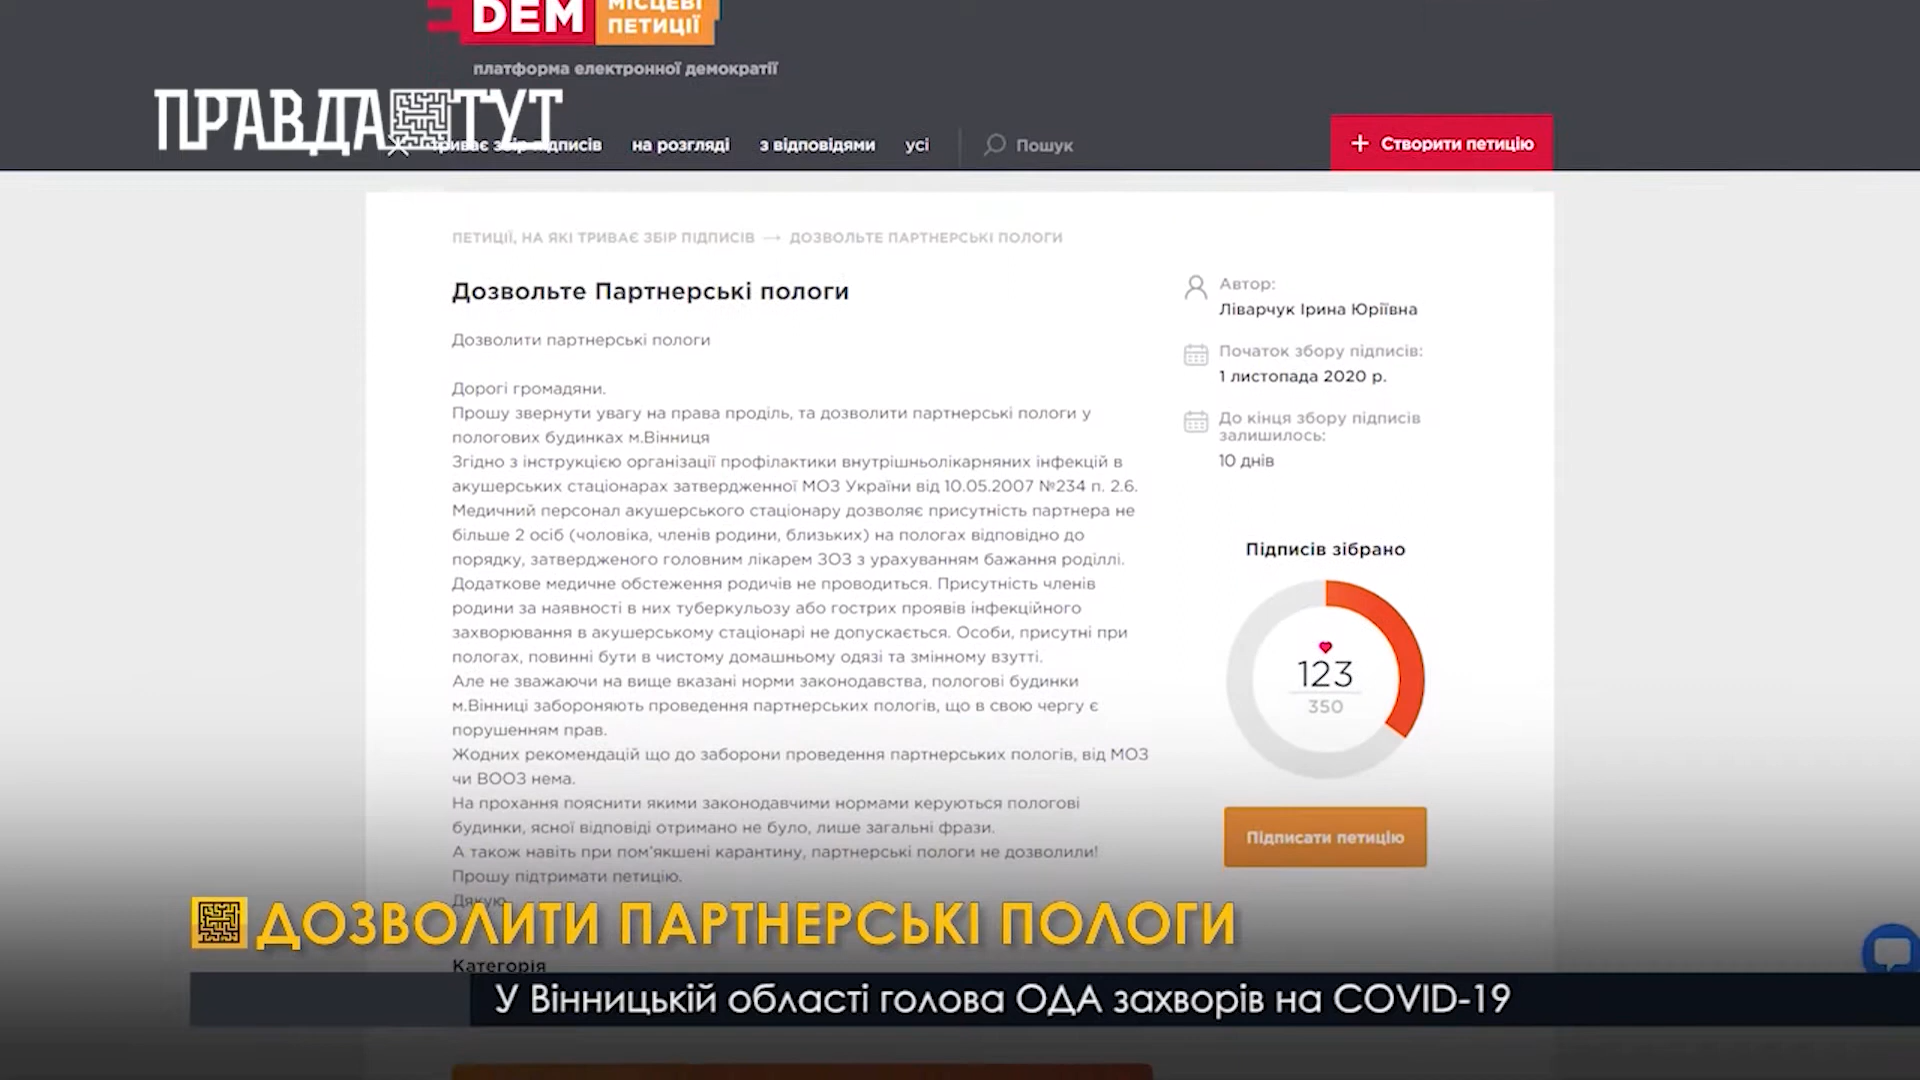 DEM МІСЦЕВІ
ПЕТИЦІЇ
платформа електронної демократії
ПРАВДА ТУТ
триває збір підписів на розгляді з відповідями усі Пошук
+ Створити петицію
ПЕТИЦІЇ, НА ЯКІ ТРИВАЄ ЗБІР ПІДПИСІВ → ДОЗВОЛЬТЕ ПАРТНЕРСЬКІ ПОЛОГИ
Дозвольте Партнерські пологи
Дозволити партнерські пологи
Дорогі громадяни.
Прошу звернути увагу на права проділь, та дозволити партнерські пологи у
пологових будинках м.Вінниця
Згідно з інструкцією організації профілактики внутрішньолікарняних інфекцій в
акушерських стаціонарах затвердженної МОЗ України від 10.05.2007 №234 п. 2.6.
Медичний персонал акушерського стаціонару дозволяє присутність партнера не
більше 2 осіб (чоловіка, членів родини, близьких) на пологах відповідно до
порядку, затвердженого головним лікарем ЗОЗ з урахуванням бажання роділлі.
Додаткове медичне обстеження родичів не проводиться. Присутність членів
родини за наявності в них туберкульозу або гострих проявів інфекційного
захворювання в акушерському стаціонарі не допускається. Особи, присутні при
пологах, повинні бути в чистому домашньому одязі та змінному взутті.
Але не зважаючи на вище вказані норми законодавства, пологові будинки
м.Вінниці забороняють проведення партнерських пологів, що в свою чергу є
порушенням прав.
Жодних рекомендацій що до заборони проведення партнерських пологів, від МОЗ
чи ВООЗ нема.
На прохання пояснити якими законодавчими нормами керуються пологові
будинки, ясної відповіді отримано не було, лише загальні фрази.
А також навіть при пом'якшені карантину, партнерські пологи не дозволили!
Прошу підтримати петицію.
Дякую.
Категорія
Автор:
Ліварчук Ірина Юріївна
Початок збору підписів:
1 листопада 2020 р.
До кінця збору підписів
залишилось:
10 днів
Підписів зібрано
123
350
Підписати петицію
ДОЗВОЛИТИ ПАРТНЕРСЬКІ ПОЛОГИ
У Вінницькій області голова ОДА захворів на COVID-19